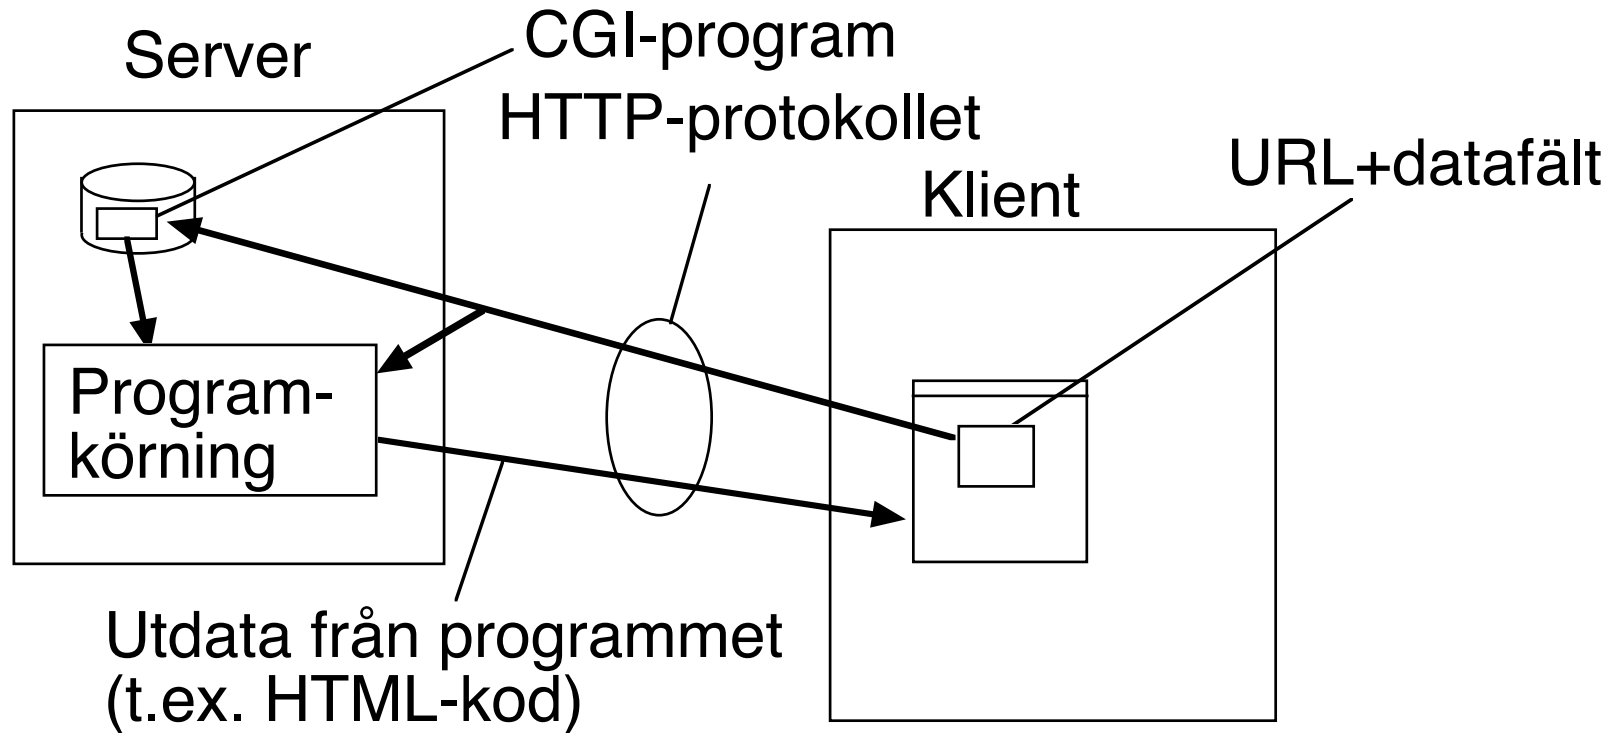 Server
CGI-program
HTTP-protokollet
URL+datafält
Klient
Program-
körning
Utdata från programmet
(t.ex. HTML-kod)